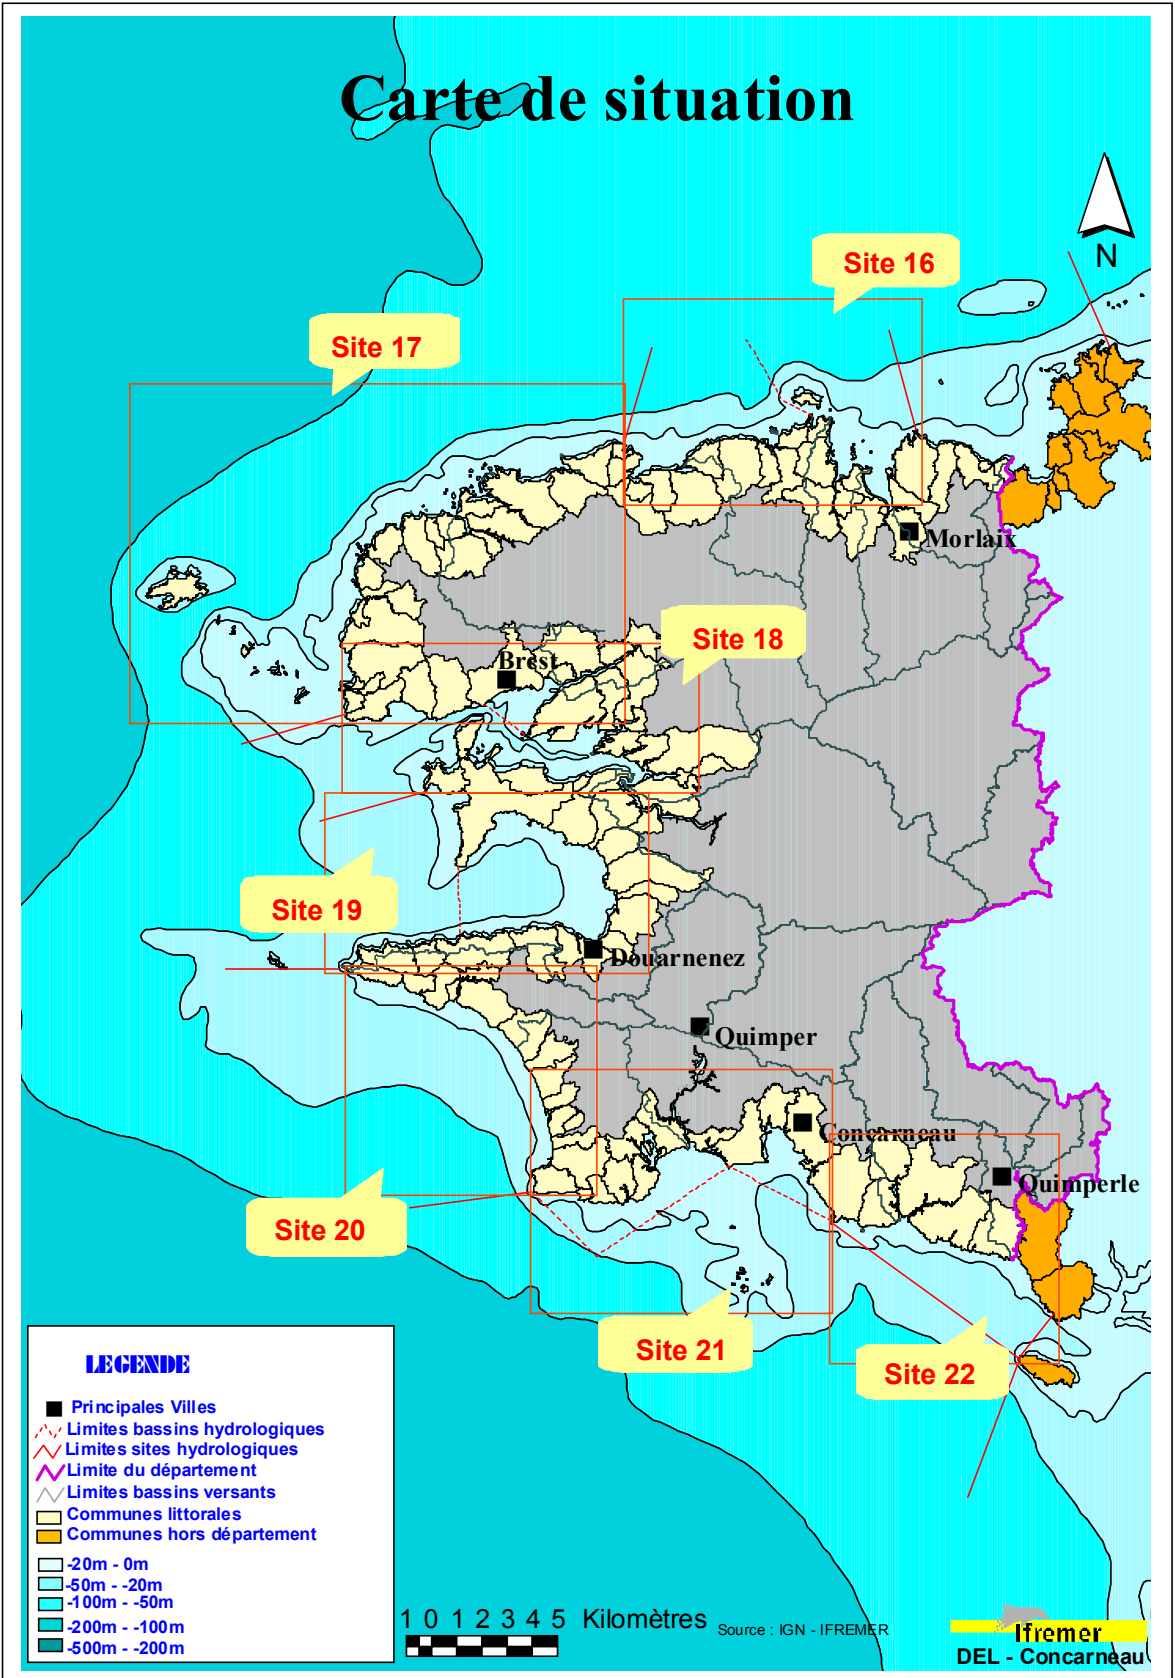 Carte de situation
N
Site 16
Site 17
Morlaix
Site 18
Brest
Site 19
Douarnenez
Quimper
Concarneau
Quimperle
Site 20
Site 21
Site 22
LEGENDE
Principales Villes
Limites bassins hydrologiques
Limites sites hydrologiques
Limite du département
Limites bassins versants
Communes littorales
Communes hors département
-20m - 0m
-50m - -20m
-100m - -50m
-200m - -100m
-500m - -200m
1 0 1 2 3 4 5 Kilomètres
Source : IGN - IFREMER
Ifremer
DEL - Concarneau